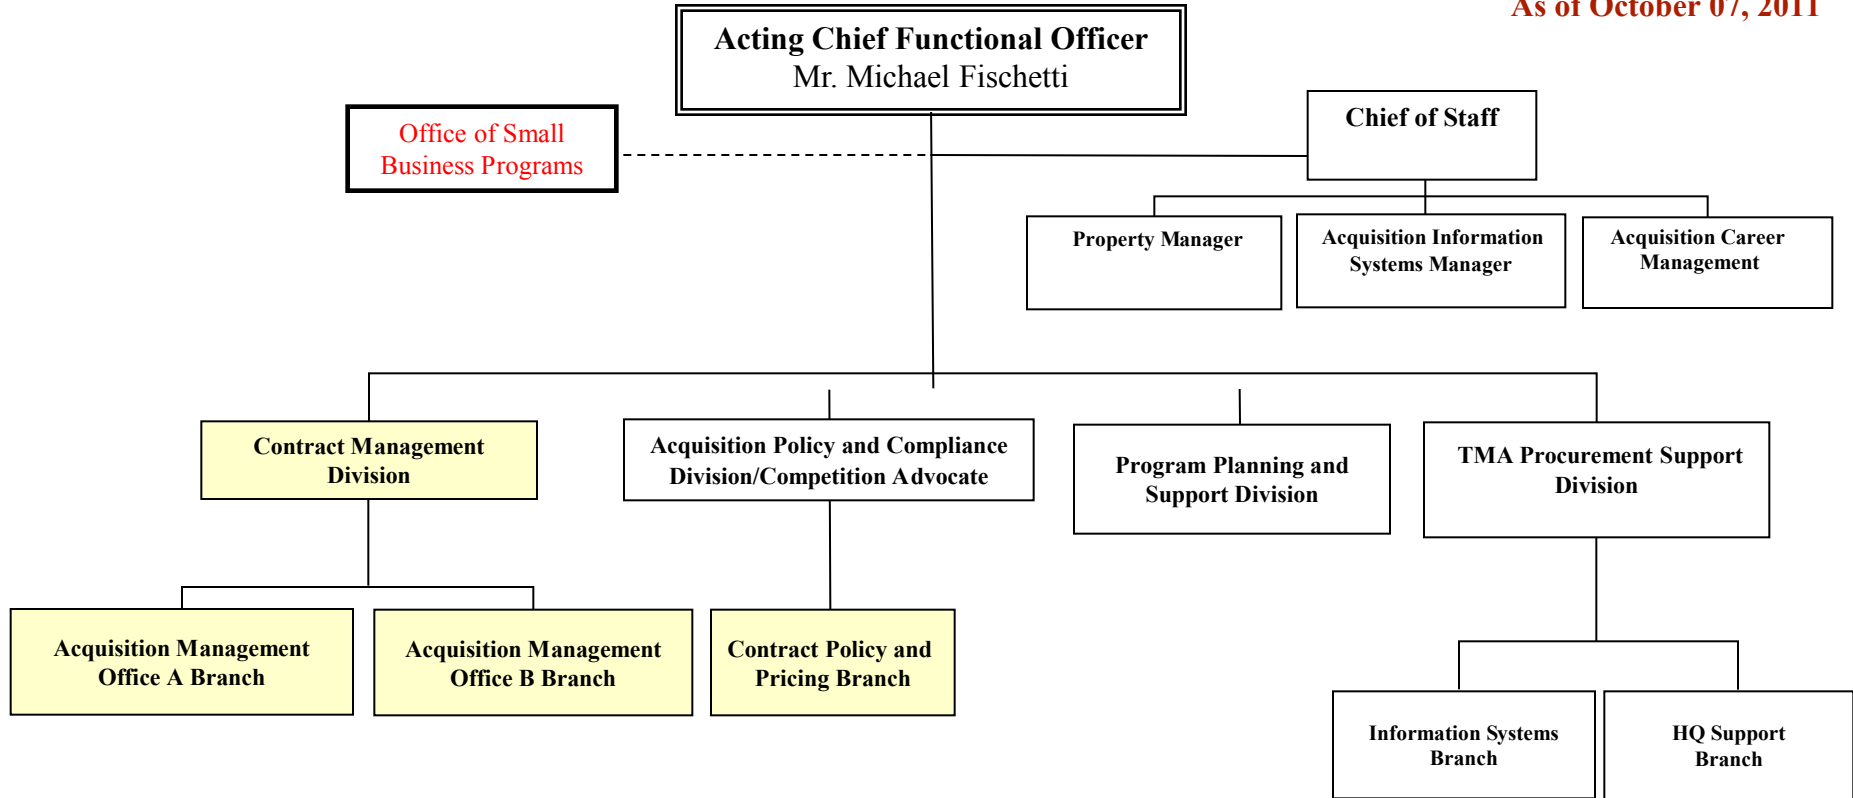 As of October 07, 2011
Acting Chief Functional Officer
Mr. Michael Fischetti
Office of Small
Business Programs
Chief of Staff
Property Manager
Acquisition Information
Systems Manager
Acquisition Career
Management
Contract Management
Division
Acquisition Policy and Compliance
Division/Competition Advocate
Program Planning and
Support Division
TMA Procurement Support
Division
Acquisition Management
Office A Branch
Acquisition Management
Office B Branch
Contract Policy and
Pricing Branch
Information Systems
Branch
HQ Support
Branch